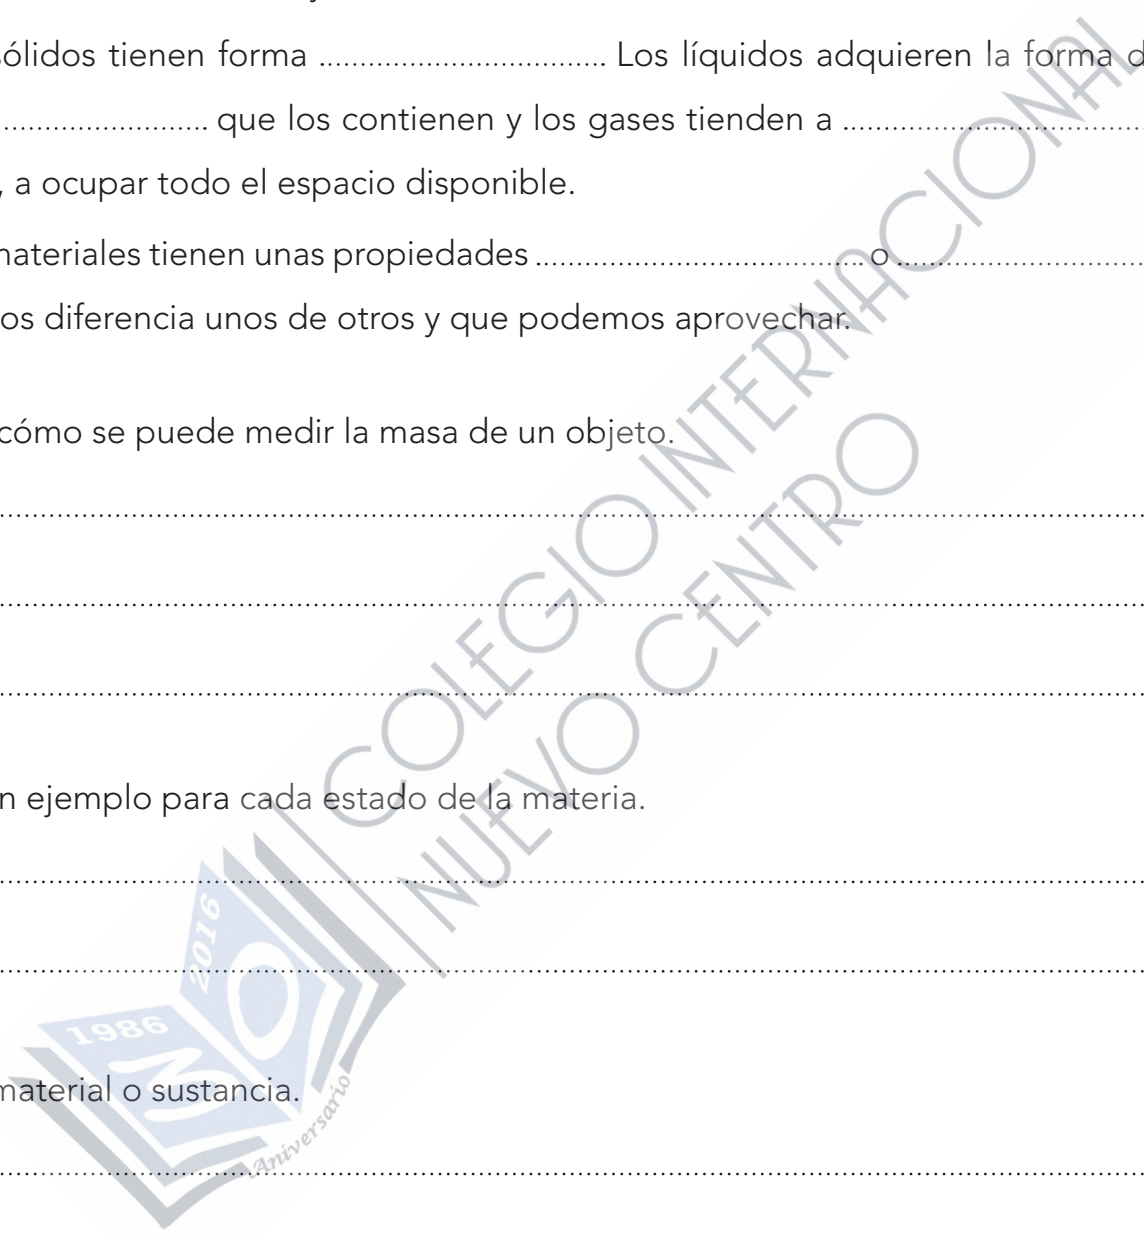 sólidos tienen forma ................................. Los líquidos adquieren la forma d
......................... que los contienen y los gases tienden a ...................................
, a ocupar todo el espacio disponible.
materiales tienen unas propiedades ...................................... o ..............................
os diferencia unos de otros y que podemos aprovechar.
cómo se puede medir la masa de un objeto.
n ejemplo para cada estado de la materia.
material o sustancia.
COLEGIO INTERNACIONAL
NUEVO CENTRO
2016
1986
Aniversario